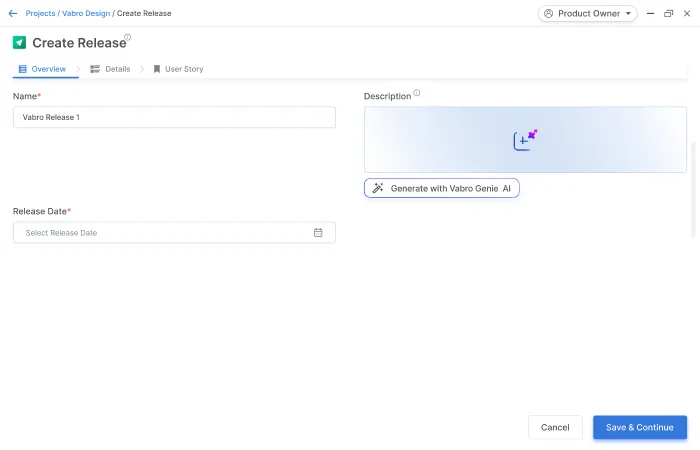 Projects / Vabro Design / Create Release
Product Owner
Create Release
Overview
Details
User Story
Name*
Vabro Release 1
Description
Generate with Vabro Genie AI
Release Date*
Select Release Date
Cancel
Save & Continue